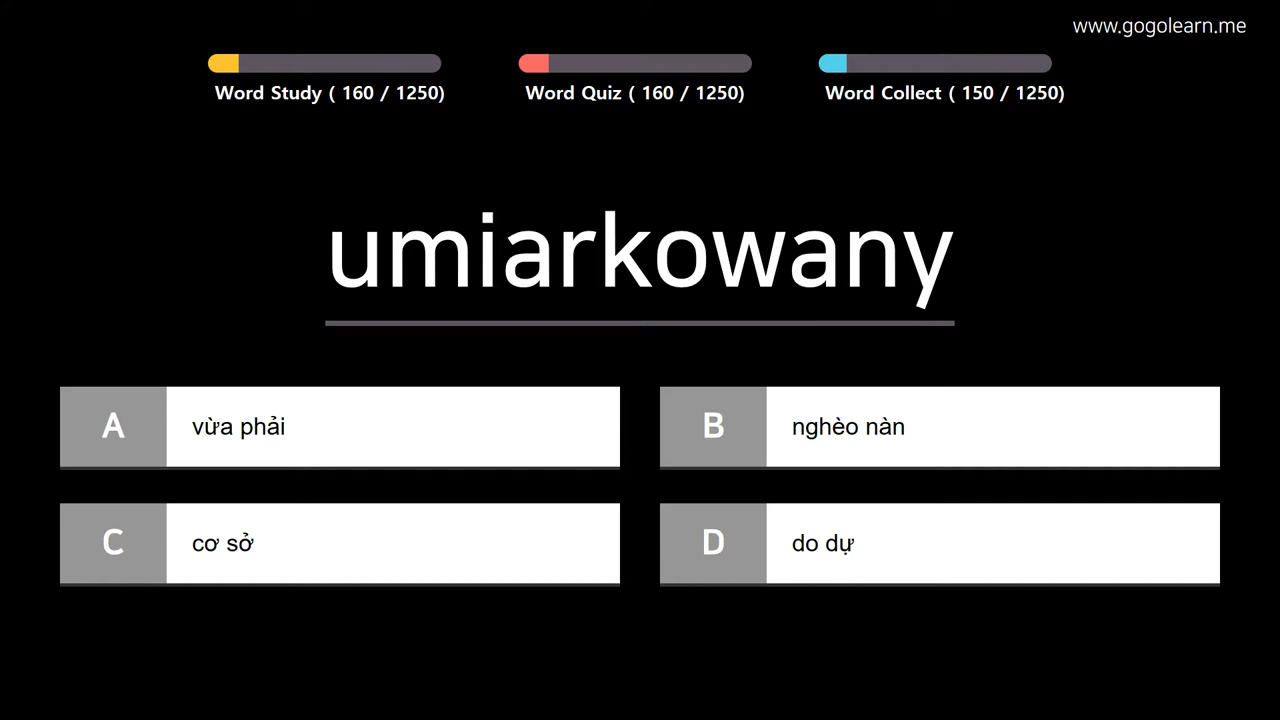 www.gogolearn.me
Word Study ( 160 / 1250)
Word Quiz ( 160 / 1250)
Word Collect ( 150 / 1250)
umiarkowany
A vừa phải
B nghèo nàn
C cơ sở
D do dự